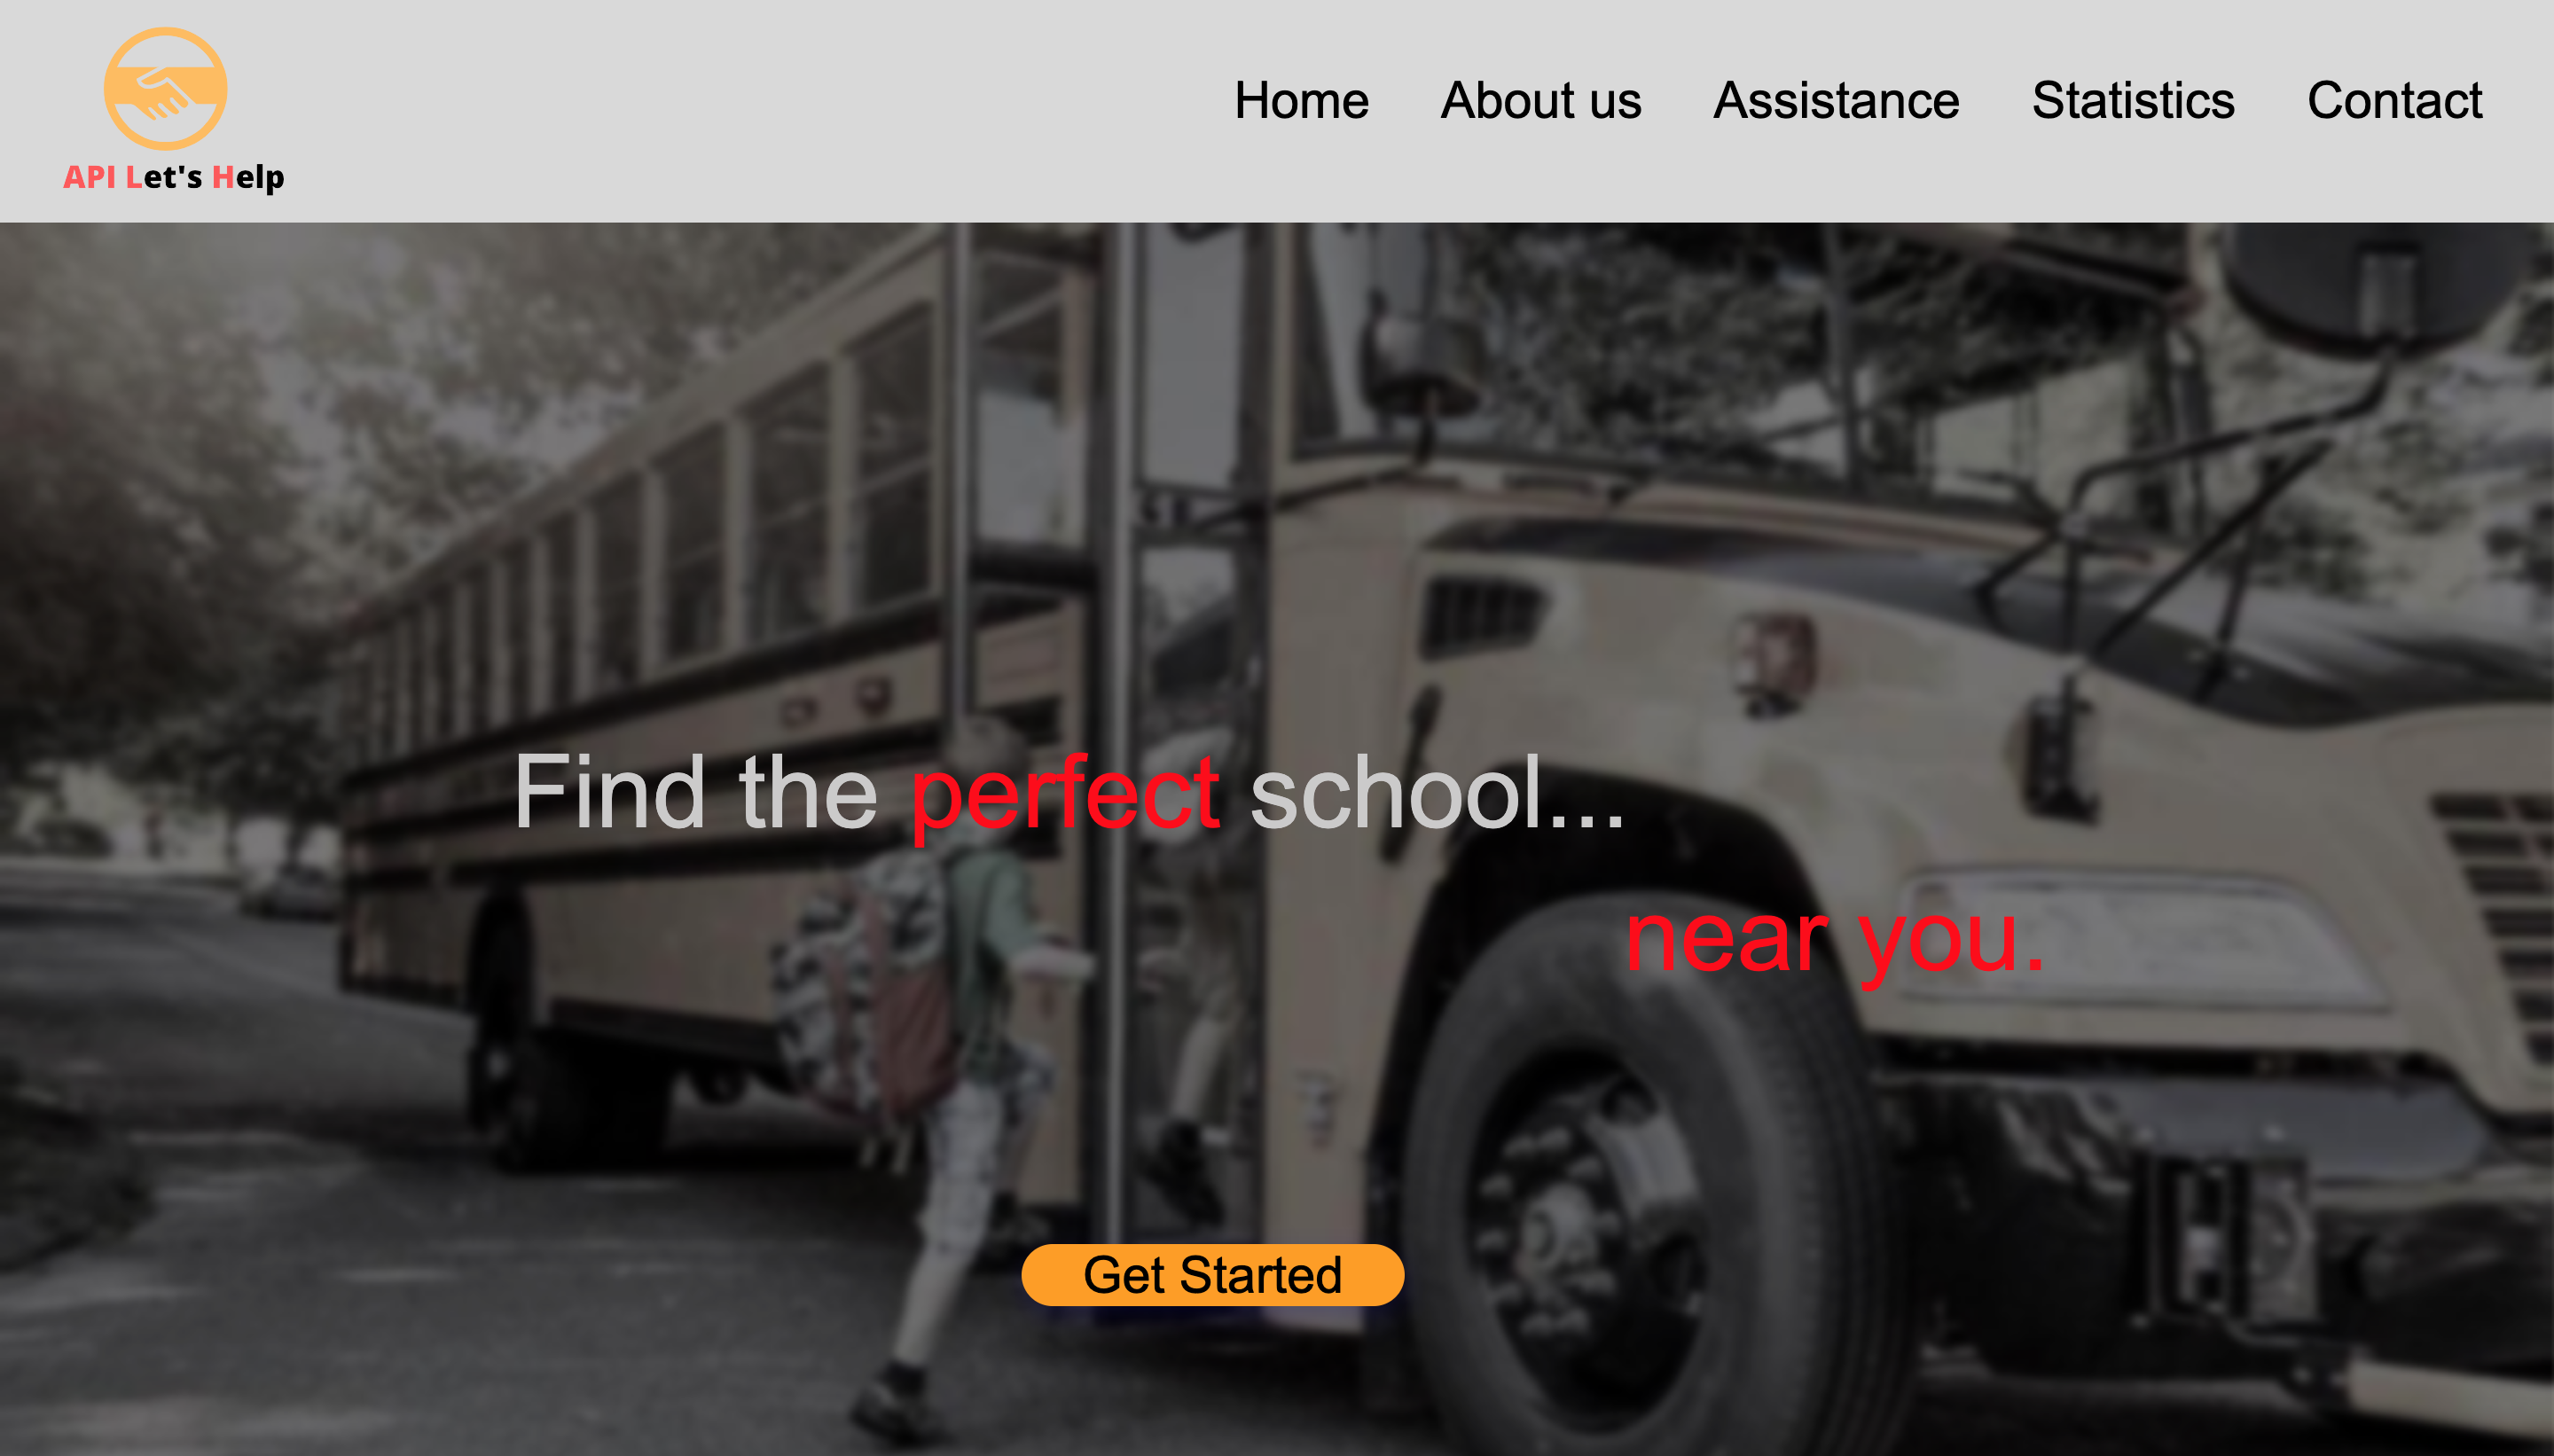 API Let's Help
Home About us Assistance Statistics Contact
Find the perfect school...
near you.
Get Started